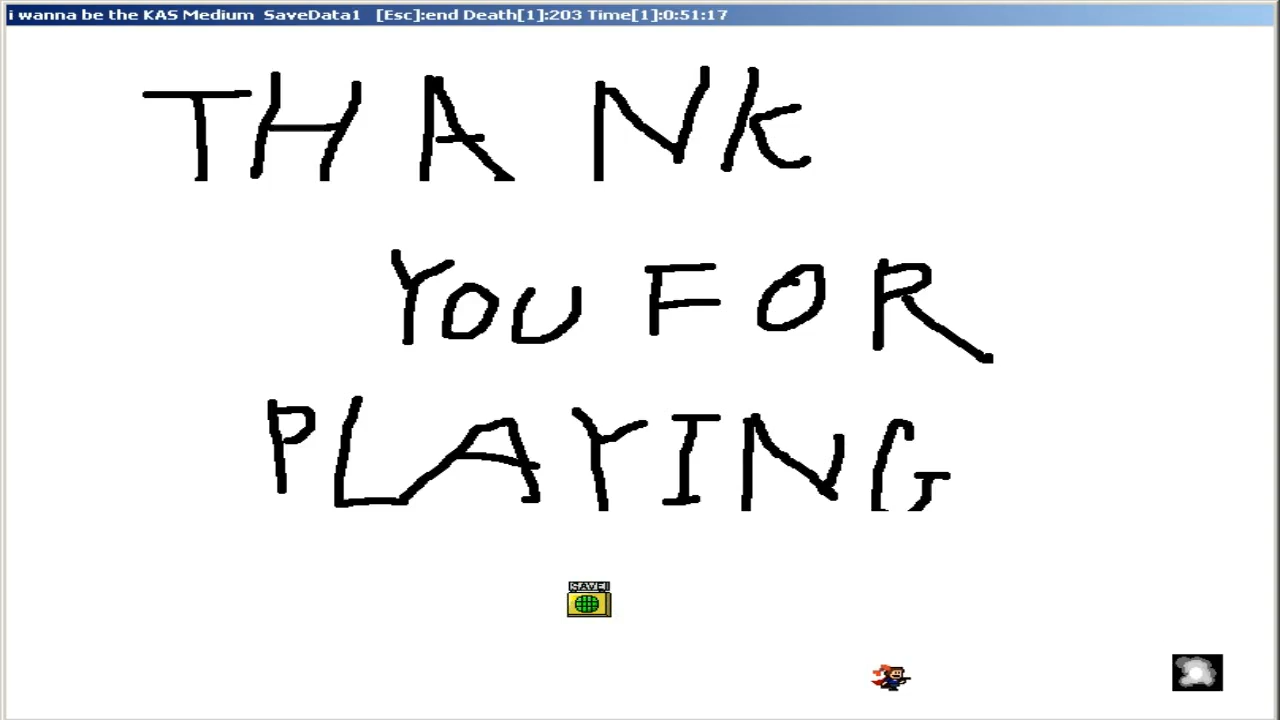 i wanna be the KAS Medium  SaveData1   [Esc]:end Death[1]:203 Time[1]:0:51:17
THANK
YOU FOR
PLAYING
SAVE!